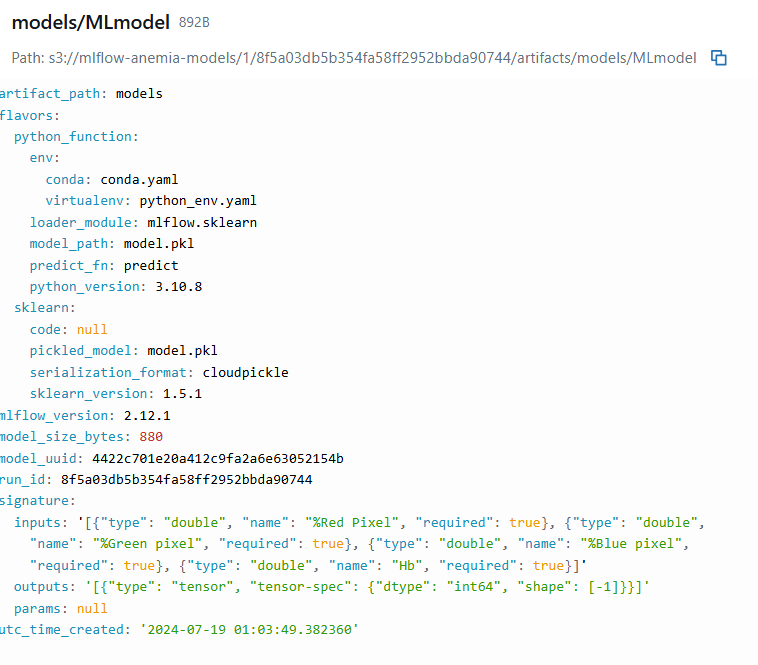 models/MLmodel 892B
Path: s3://mlflow-anemia-models/1/8f5a03db5b354fa58ff2952bbda90744/artifacts/models/MLmodel
artifact_path: models
flavors:
  python_function:
    env:
      conda: conda.yaml
      virtualenv: python_env.yaml
    loader_module: mlflow.sklearn
    model_path: model.pkl
    predict_fn: predict
    python_version: 3.10.8
  sklearn:
    code: null
    pickled_model: model.pkl
    serialization_format: cloudpickle
    sklearn_version: 1.5.1
mlflow_version: 2.12.1
model_size_bytes: 880
model_uuid: 4422c701e20a412c9fa2a6e63052154b
run_id: 8f5a03db5b354fa58ff2952bbda90744
signature:
  inputs: '[{"type": "double", "name": "%Red Pixel", "required": true}, {"type": "double",
    "name": "%Green pixel", "required": true}, {"type": "double", "name": "%Blue pixel",
    "required": true}, {"type": "double", "name": "Hb", "required": true}]'
  outputs: '[{"type": "tensor", "tensor-spec": {"dtype": "int64", "shape": [-1]}}]'
  params: null
utc_time_created: '2024-07-19 01:03:49.382360'